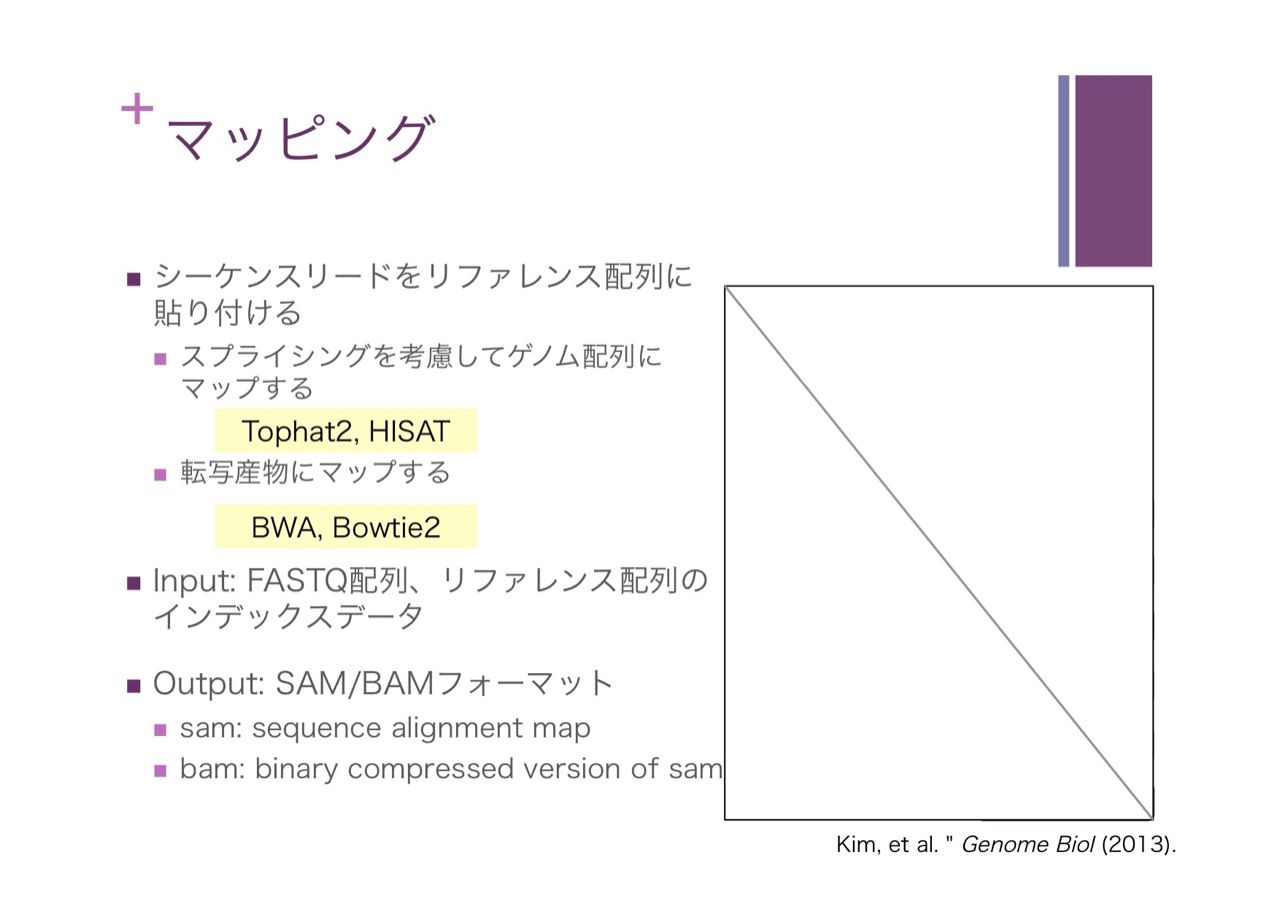 +
マッピング
シーケンスリードをリファレンス配列に
貼り付ける
スプライシングを考慮してゲノム配列に
マップする
Tophat2, HISAT
転写産物にマップする
BWA, Bowtie2
Input: FASTQ配列、リファレンス配列の
インデックスデータ
Output: SAM/BAMフォーマット
sam: sequence alignment map
bam: binary compressed version of sam
Kim, et al. " Genome Biol (2013).